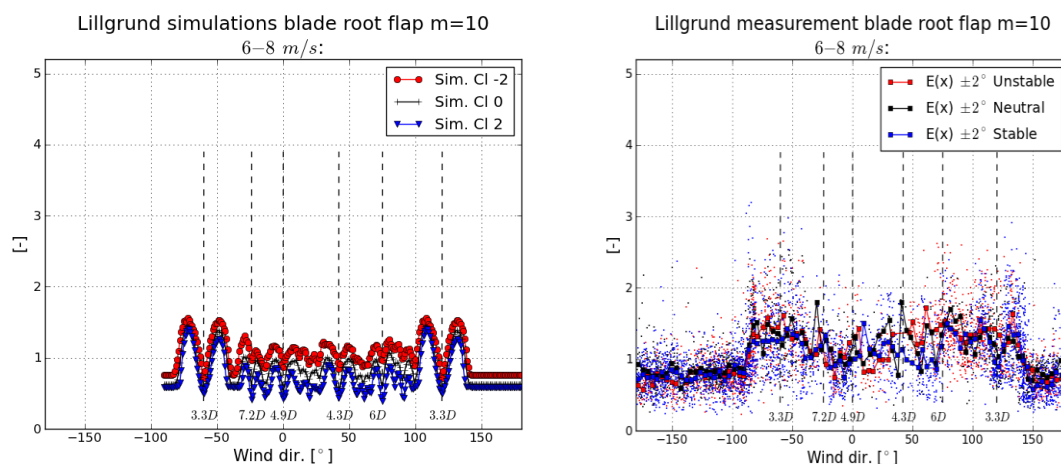 Lillgrund simulations blade root flap m=10
6−8 m/s:
Sim. Cl -2
Sim. Cl 0
Sim. Cl 2
5
4
3
2
1
0
[-]
3.3D 7.2D 4.9D 4.3D 6D 3.3D
−150 −100 −50 0 50 100 150
Wind dir. [°]
Lillgrund measurement blade root flap m=10
6−8 m/s:
E(x) ±2° Unstable
E(x) ±2° Neutral
E(x) ±2° Stable
5
4
3
2
1
0
[-]
3.3D 7.2D 4.9D 4.3D 6D 3.3D
−150 −100 −50 0 50 100 150
Wind dir. [°]